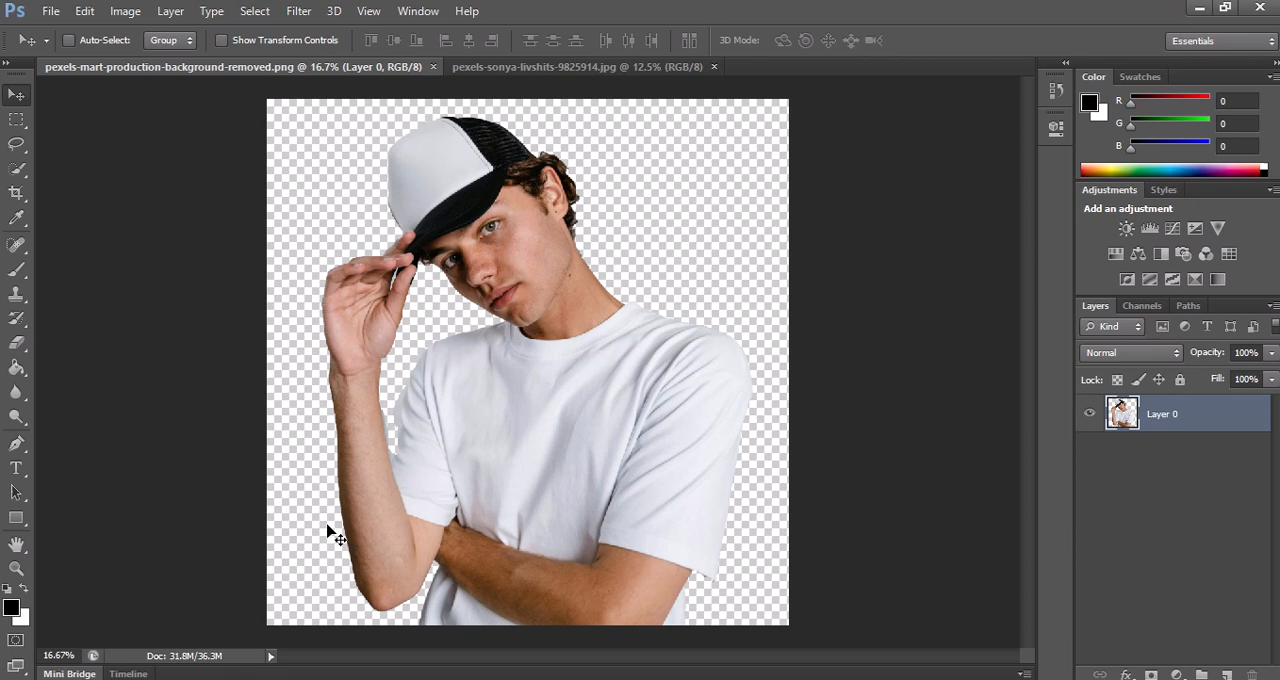 Ps File Edit Image Layer Type Select Filter 3D View Window Help
Auto-Select: Group Show Transform Controls 3D Mode: Essentials
pexels-mart-production-background-removed.png @ 16.7% (Layer 0, RGB/8) × pexels-sonya-livshits-9825914.jpg @ 12.5% (RGB/8) ×
Color Swatches
R 0
G 0
B 0
Adjustments Styles
Add an adjustment
Layers Channels Paths
Kind
Normal Opacity: 100%
Lock: Fill: 100%
Layer 0
16.67% Doc: 31.8M/36.3M
Mini Bridge Timeline